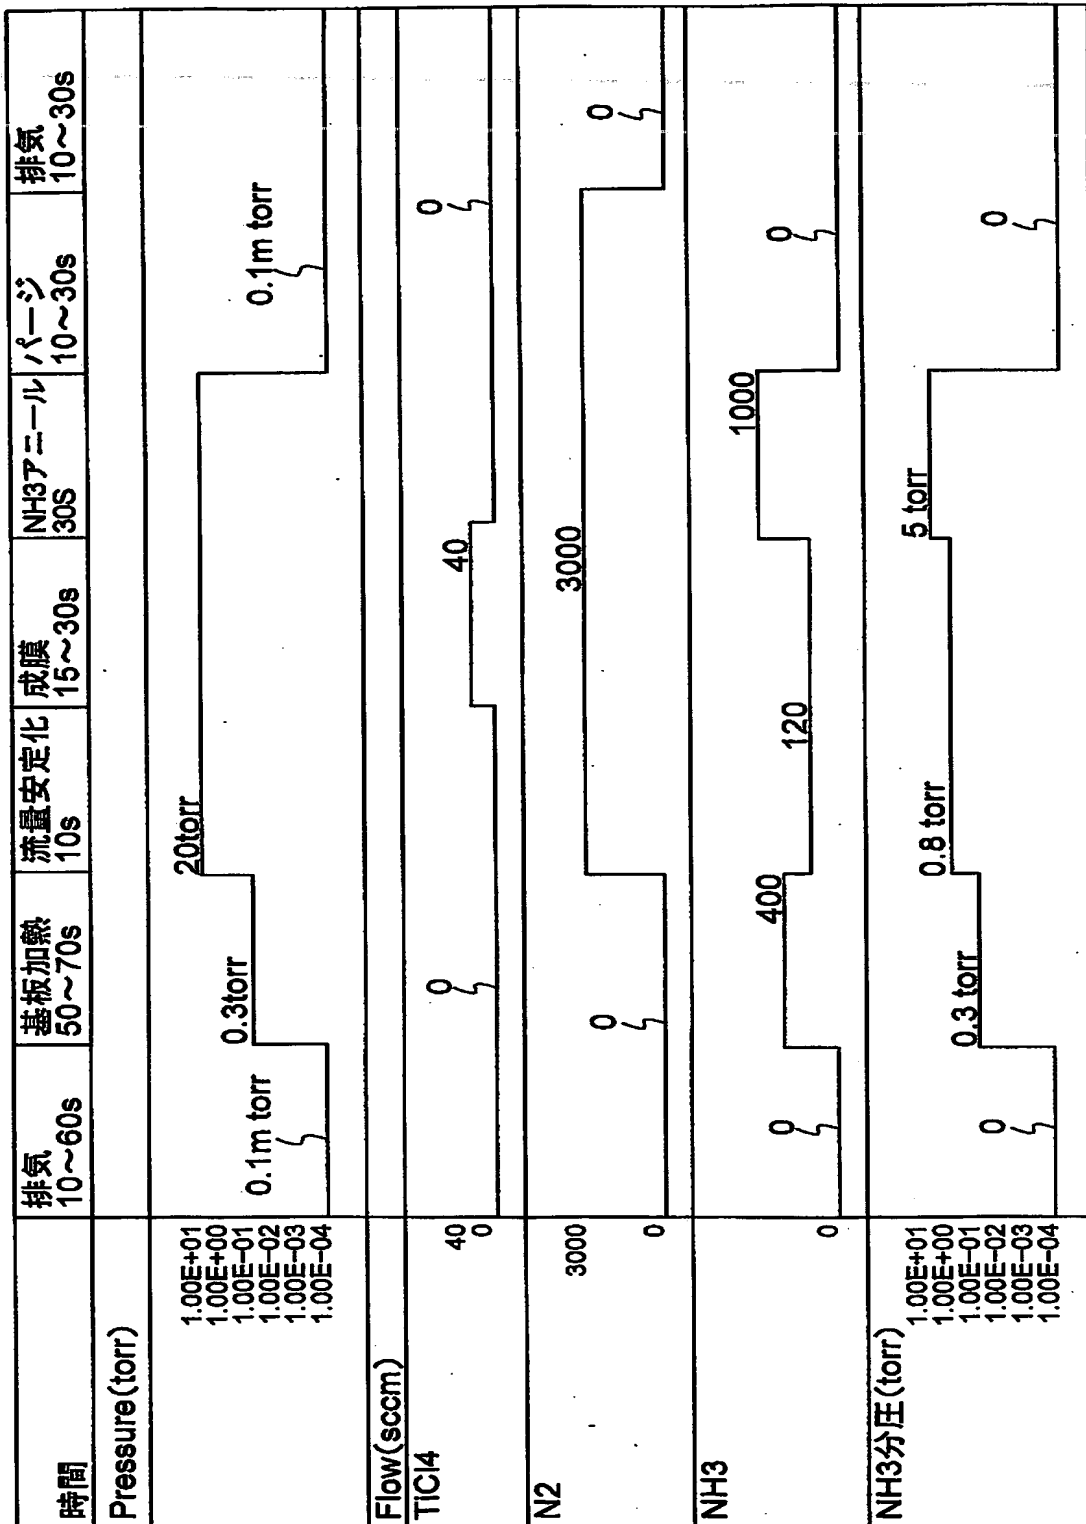 時間
排気
10~60s
基板加熱
50~70s
流量安定化
10s
成膜
15~30s
NH3アニール
30S
パージ
10~30s
排気
10~30s
Pressure(torr)
1.00E+01
1.00E+00
1.00E-01
1.00E-02
1.00E-03
1.00E-04
0.1m torr
0.3torr
20torr
0.1m torr
Flow(sccm)
TiCl4
40
0
0
40
0
N2
3000
0
0
3000
0
NH3
0
0
400
120
1000
0
NH3分圧(torr)
1.00E+01
1.00E+00
1.00E-01
1.00E-02
1.00E-03
1.00E-04
0
0.3 torr
0.8 torr
5 torr
0